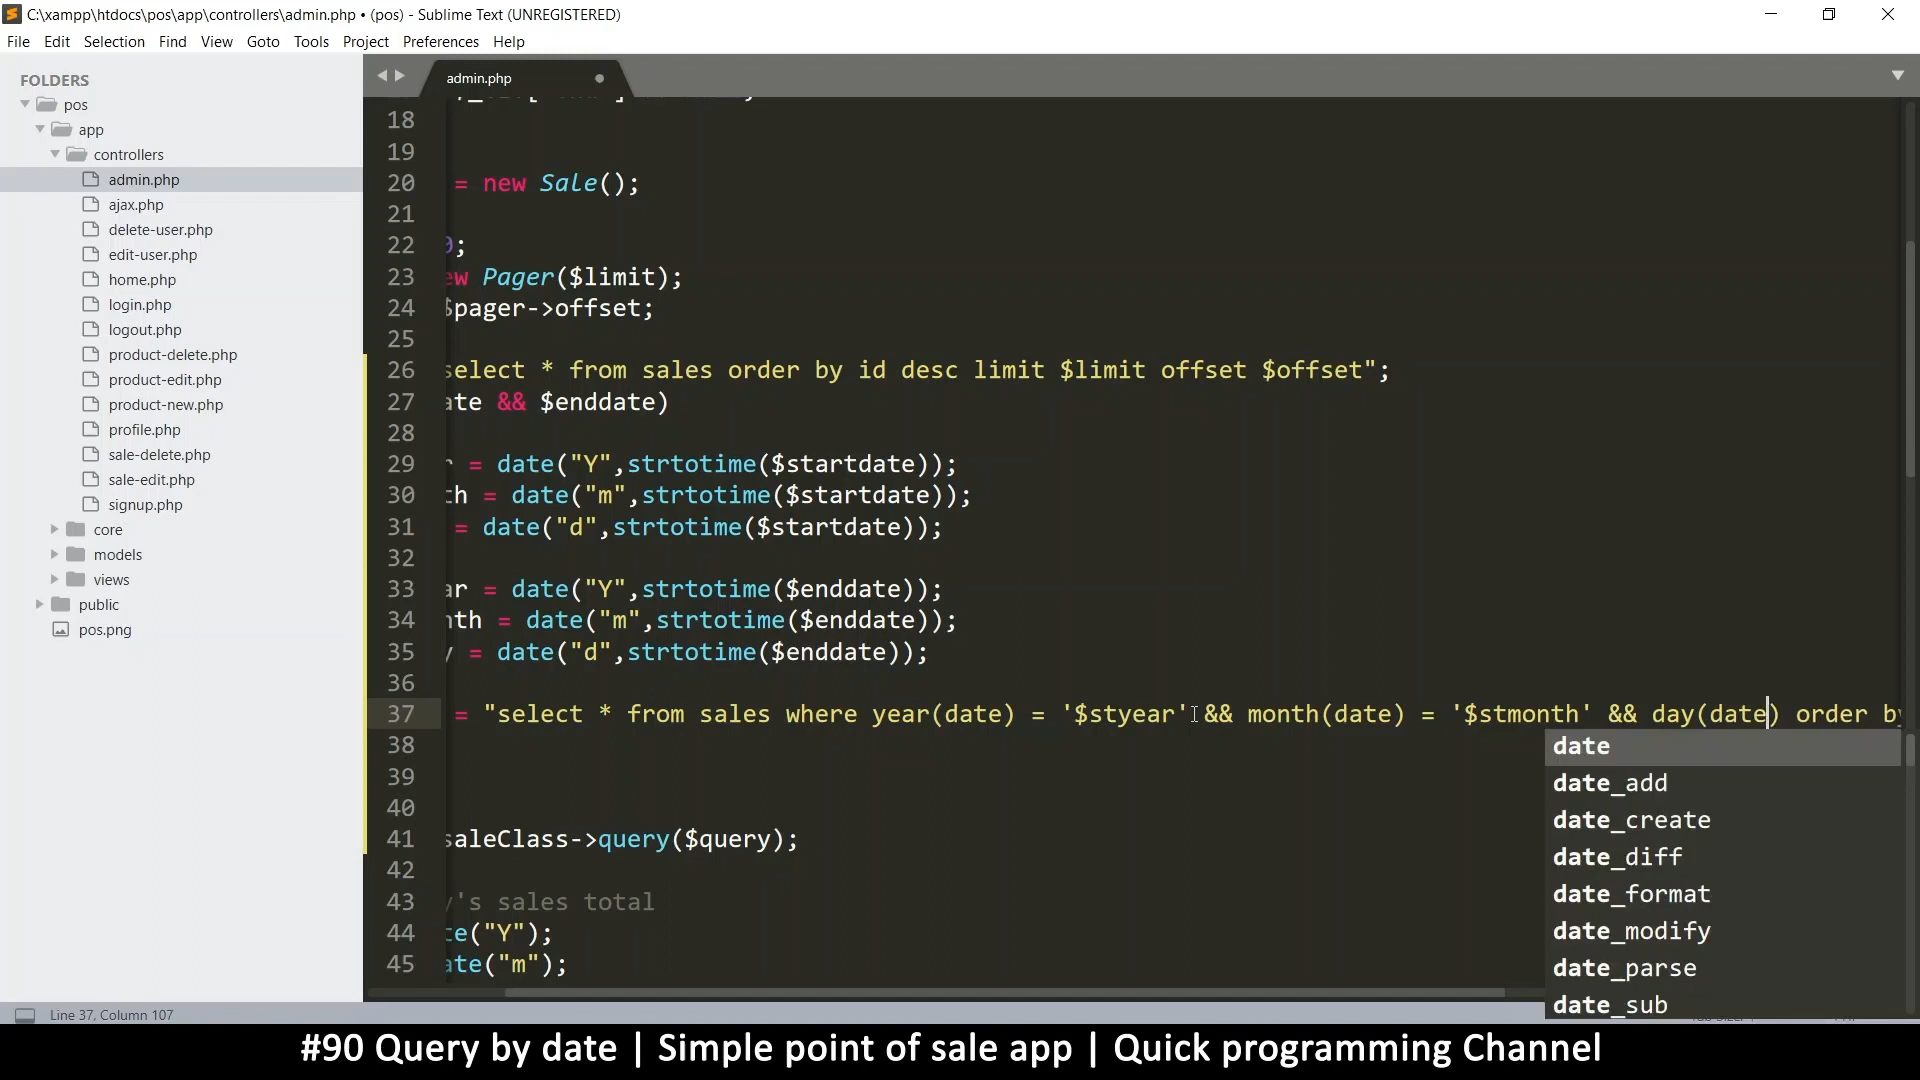 C:\xampp\htdocs\pos\app\controllers\admin.php • (pos) - Sublime Text (UNREGISTERED)
File Edit Selection Find View Goto Tools Project Preferences Help
FOLDERS
pos
app
controllers
admin.php
ajax.php
delete-user.php
edit-user.php
home.php
login.php
logout.php
product-delete.php
product-edit.php
product-new.php
profile.php
sale-delete.php
sale-edit.php
signup.php
core
models
views
public
pos.png
admin.php
18
19
20 = new Sale();
21
22 0;
23 ew Pager($limit);
24 $pager->offset;
25
26 select * from sales order by id desc limit $limit offset $offset";
27 ate && $enddate)
28
29 r = date("Y",strtotime($startdate));
30 th = date("m",strtotime($startdate));
31 = date("d",strtotime($startdate));
32
33 ar = date("Y",strtotime($enddate));
34 nth = date("m",strtotime($enddate));
35 y = date("d",strtotime($enddate));
36
37 = "select * from sales where year(date) = '$styear' && month(date) = '$stmonth' && day(date) order by
38
39
40
41 saleClass->query($query);
42
43 y's sales total
44 te("Y");
45 ate("m");
date
date_add
date_create
date_diff
date_format
date_modify
date_parse
date_sub
Line 37, Column 107
#90 Query by date | Simple point of sale app | Quick programming Channel